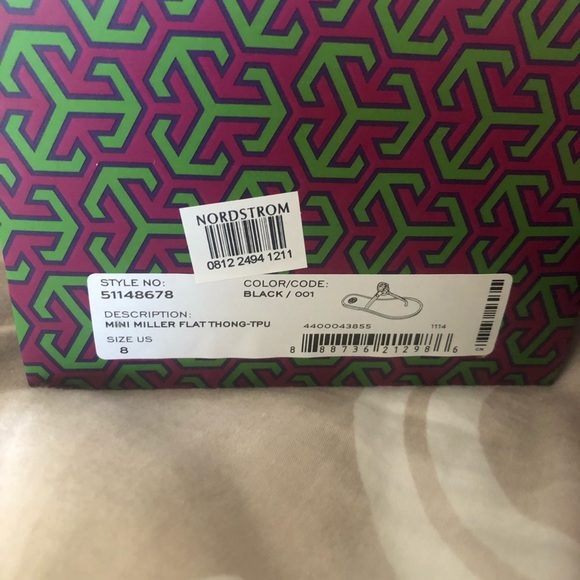 NORDSTROM
0812 2494 1211
STYLE NO:
51148678
COLOR/CODE:
BLACK / 001
DESCRIPTION:
MINI MILLER FLAT THONG-TPU
SIZE US
8
4400043855 1114
8 88736 21298 6